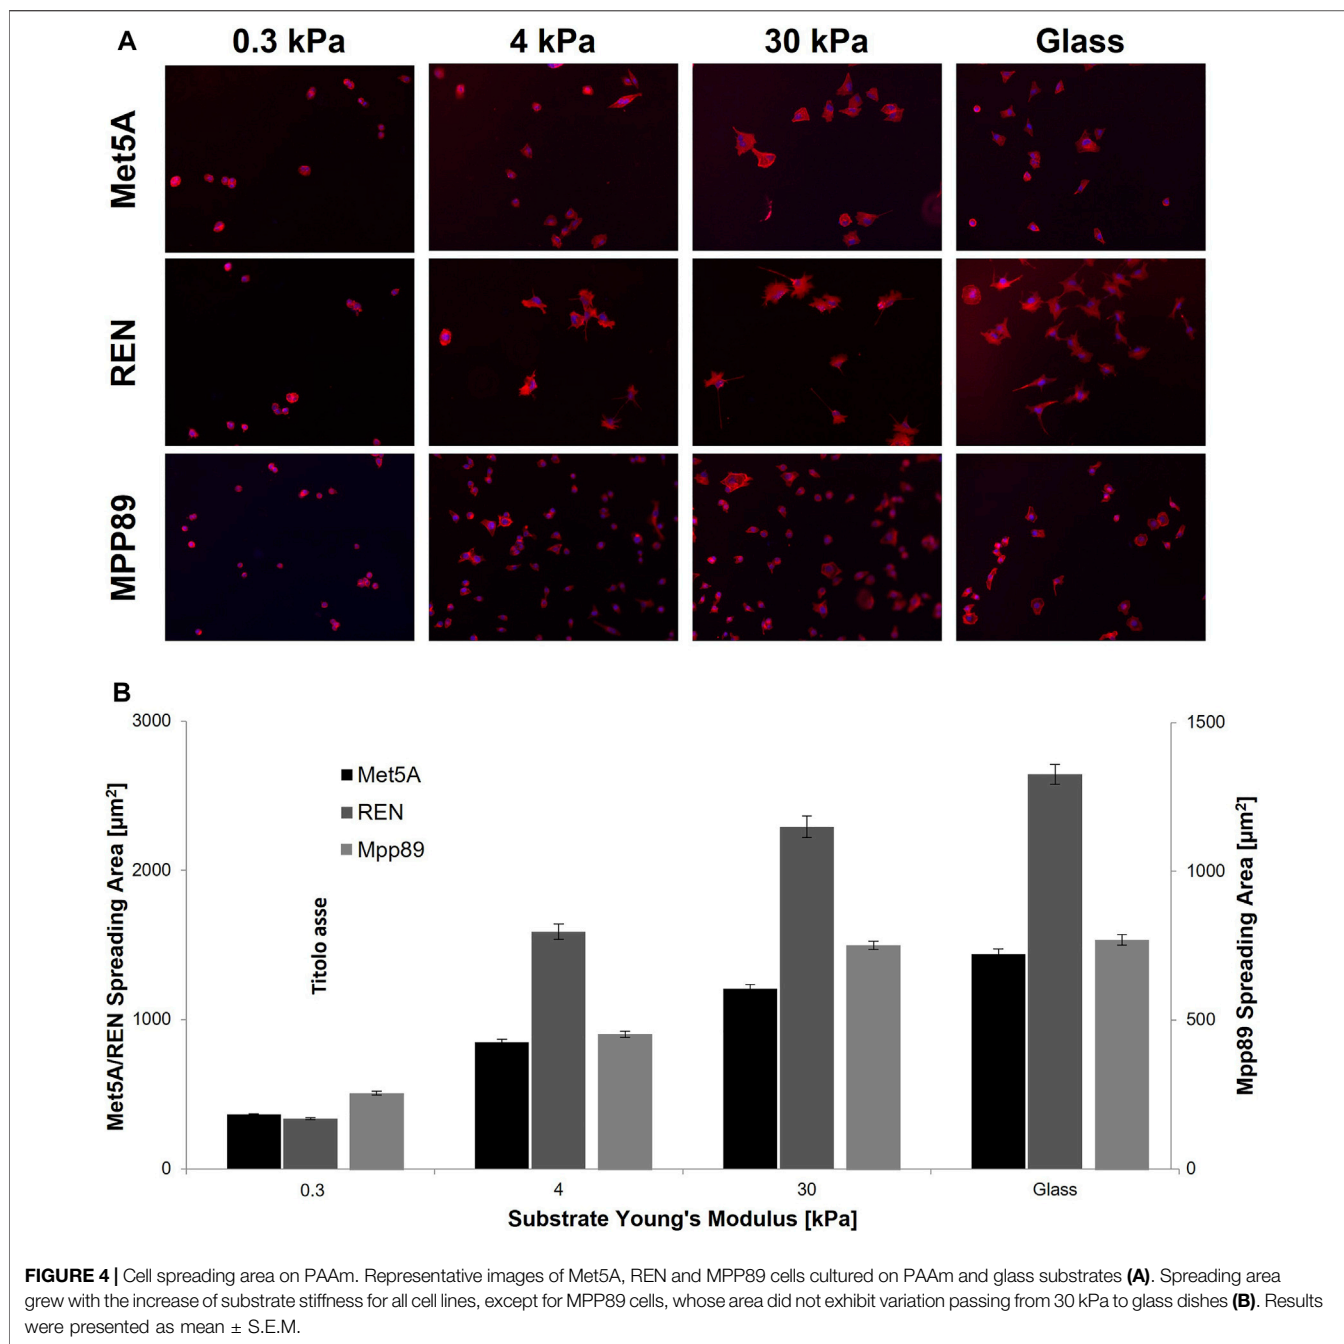 A
0.3 kPa
4 kPa
30 kPa
Glass
Met5A
REN
MPP89
B
3000
2000
1000
0
Met5A/REN Spreading Area [µm²]
Titolo asse
Met5A
REN
Mpp89
1500
1000
500
0
Mpp89 Spreading Area [µm²]
0.3
4
30
Glass
Substrate Young's Modulus [kPa]
FIGURE 4 | Cell spreading area on PAAm. Representative images of Met5A, REN and MPP89 cells cultured on PAAm and glass substrates (A). Spreading area
grew with the increase of substrate stiffness for all cell lines, except for MPP89 cells, whose area did not exhibit variation passing from 30 kPa to glass dishes (B). Results
were presented as mean ± S.E.M.